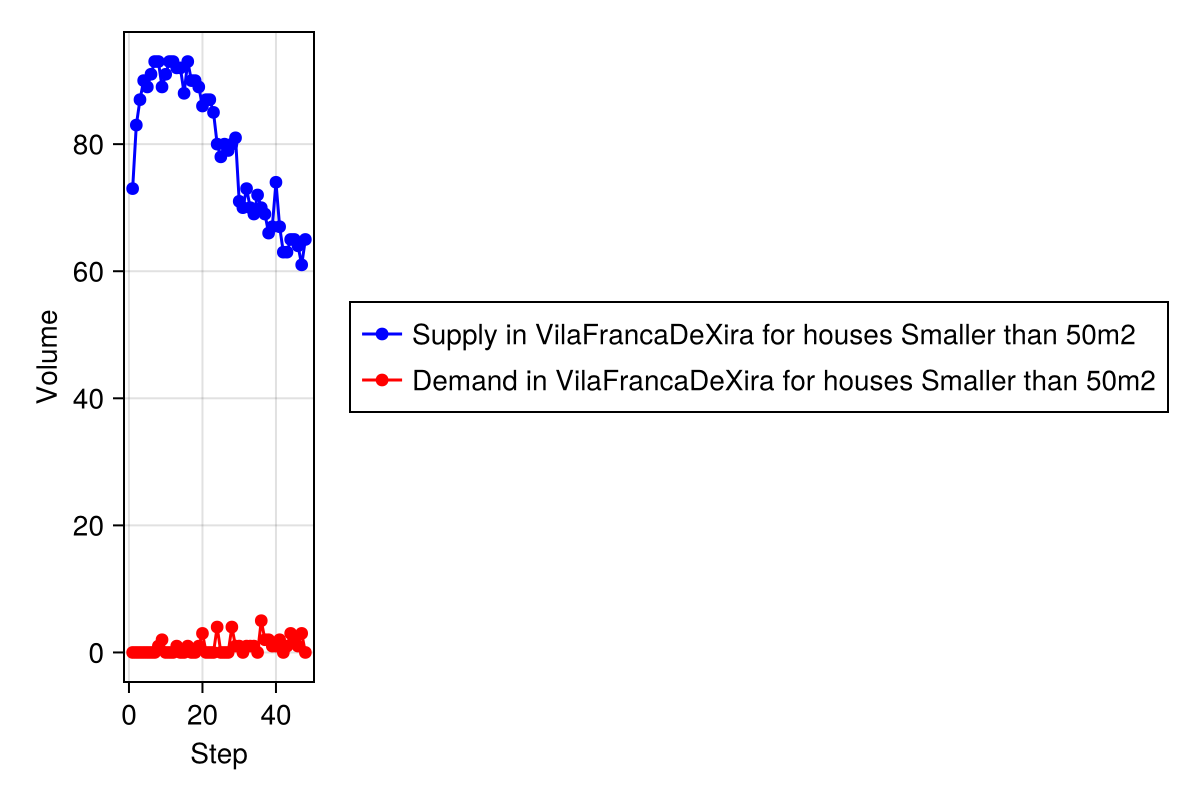 80
60
40
20
0
Volume
0 20 40
Step
Supply in VilaFrancaDeXira for houses Smaller than 50m2
Demand in VilaFrancaDeXira for houses Smaller than 50m2